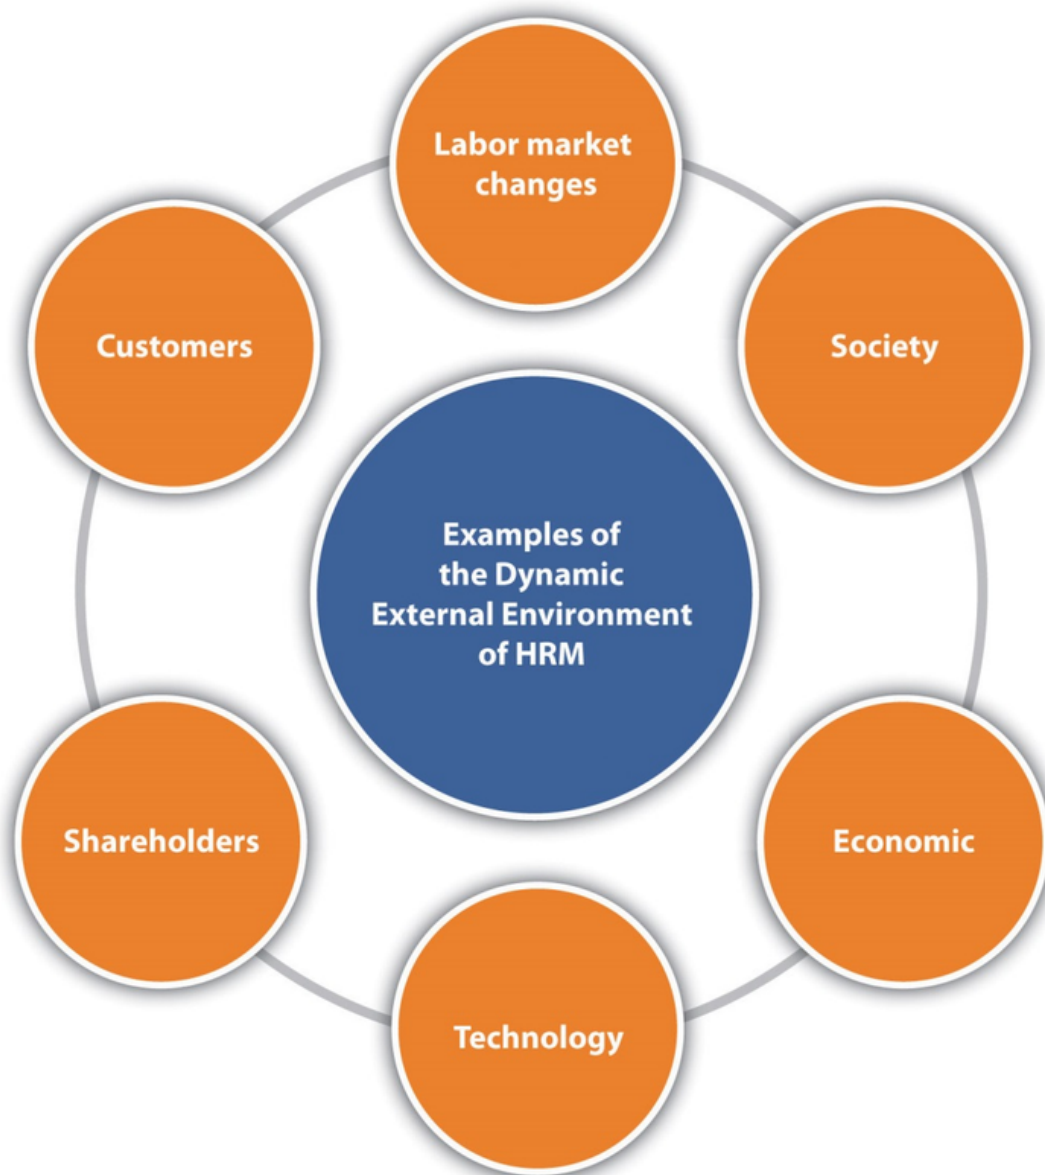 Labor market
changes
Customers
Society
Examples of
the Dynamic
External Environment
of HRM
Shareholders
Economic
Technology